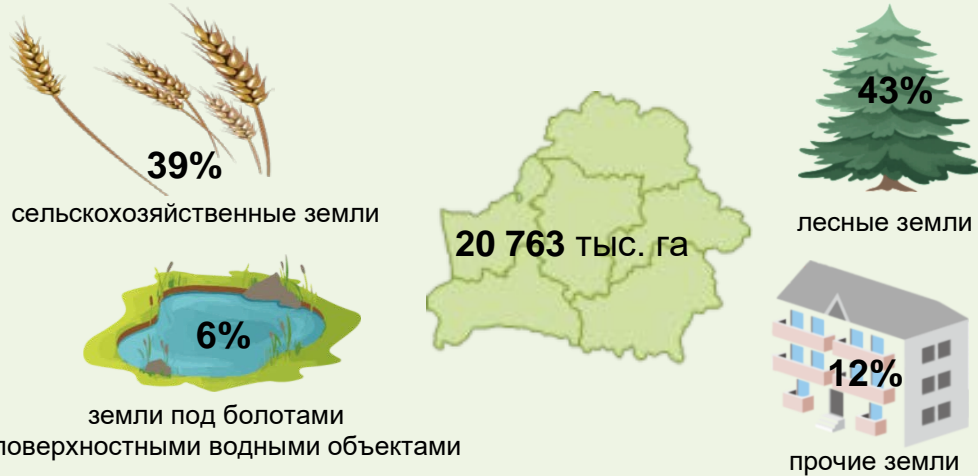 39%
сельскохозяйственные земли
43%
лесные земли
20 763 тыс. га
6%
земли под болотами
поверхностными водными объектами
12%
прочие земли